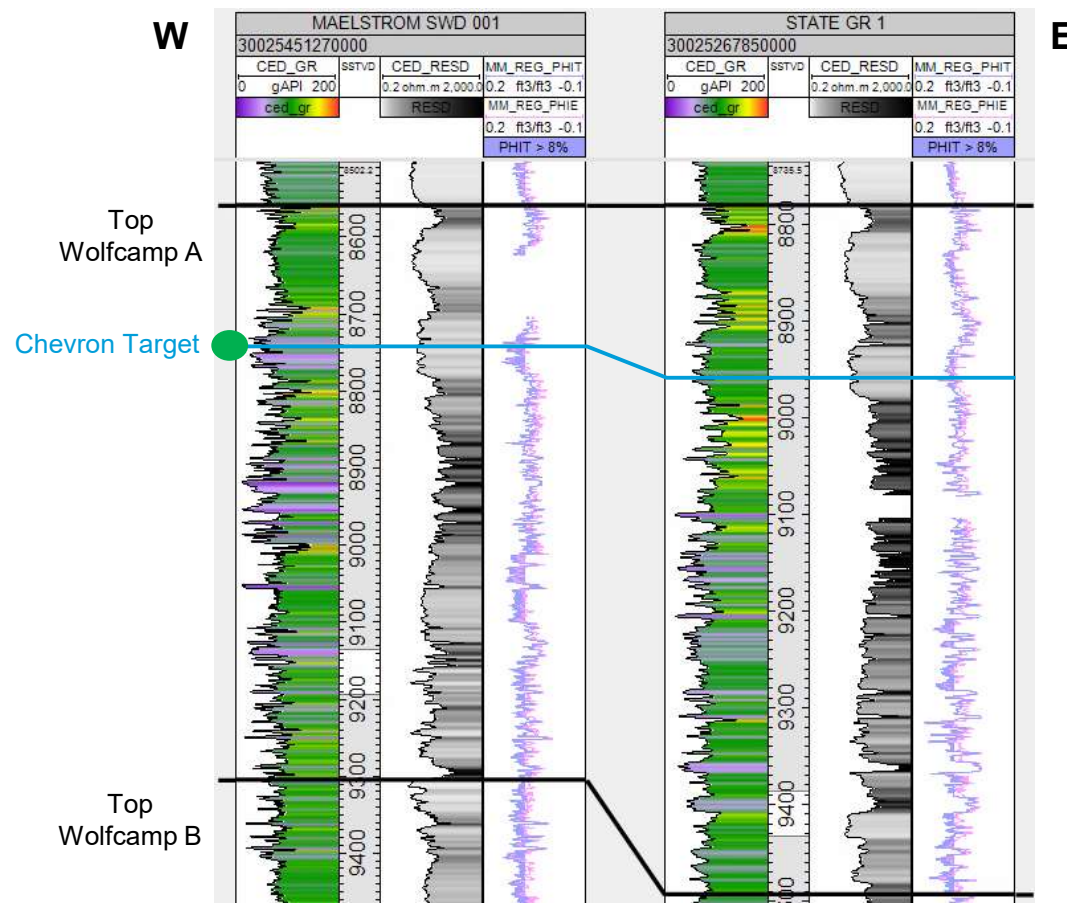 W
E
MAELSTROM SWD 001
30025451270000
CED_GR SSTVD CED_RESD MM_REG_PHIT
0 gAPI 200 0.2 ohm.m 2,000.0 0.2 ft3/ft3 -0.1
ced_gr RESD MM_REG_PHIE
0.2 ft3/ft3 -0.1
PHIT > 8%
STATE GR 1
30025267850000
CED_GR SSTVD CED_RESD MM_REG_PHIT
0 gAPI 200 0.2 ohm.m 2,000.0 0.2 ft3/ft3 -0.1
ced_gr RESD MM_REG_PHIE
0.2 ft3/ft3 -0.1
PHIT > 8%
Top
Wolfcamp A
Chevron Target
Top
Wolfcamp B
8502.2
8600
8700
8800
8900
9000
9100
9200
9300
9400
8735.5
8800
8900
9000
9100
9200
9300
9400